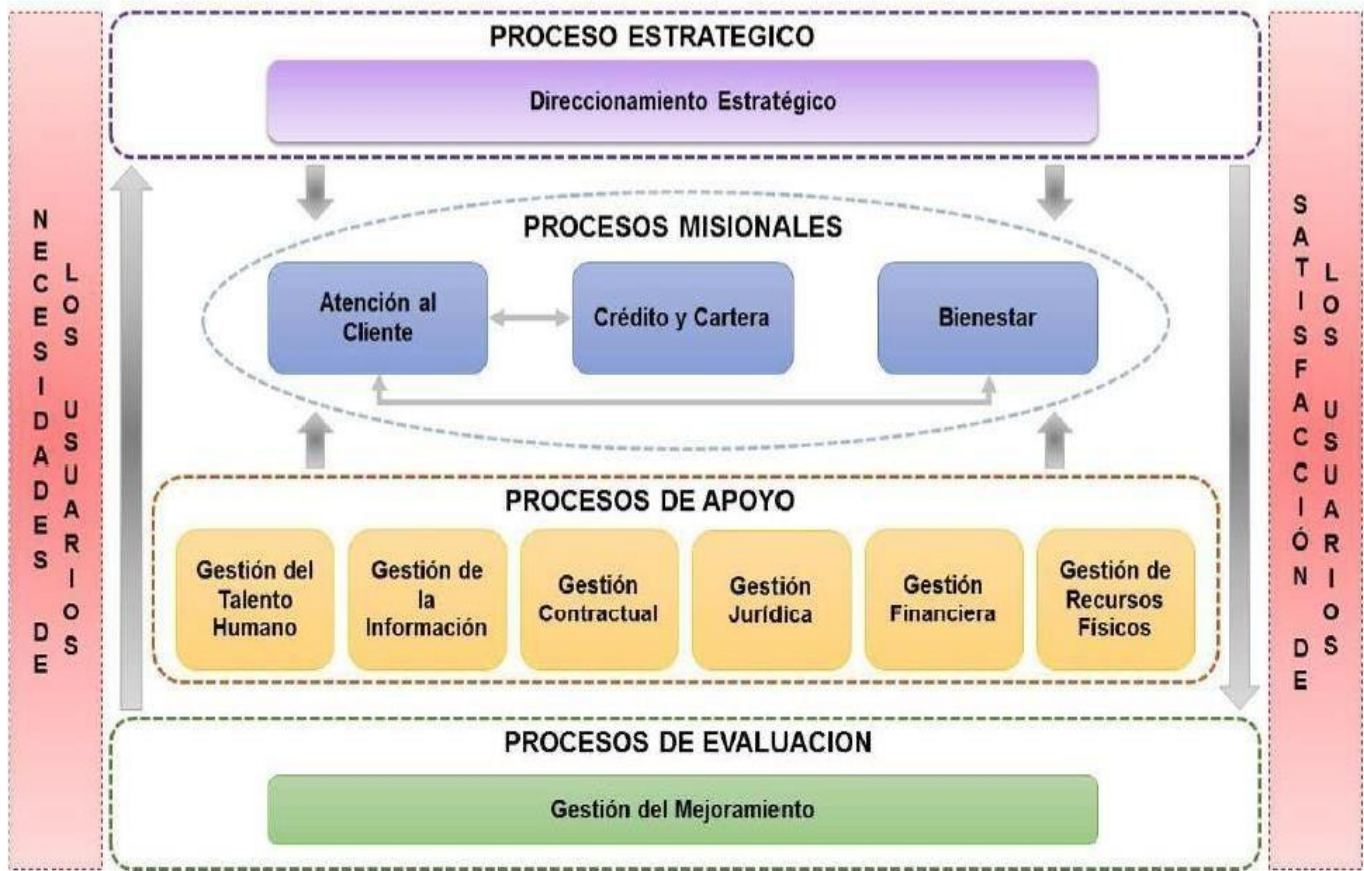 NECESIDADES DE
LOS USUARIOS
PROCESO ESTRATEGICO
Direccionamiento Estratégico
PROCESOS MISIONALES
Atención al
Cliente
Crédito y Cartera
Bienestar
PROCESOS DE APOYO
Gestión del
Talento
Humano
Gestión de
la
Información
Gestión
Contractual
Gestión
Jurídica
Gestión
Financiera
Gestión de
Recursos
Físicos
PROCESOS DE EVALUACION
Gestión del Mejoramiento
SATISFACCIÓN DE
LOS USUARIOS